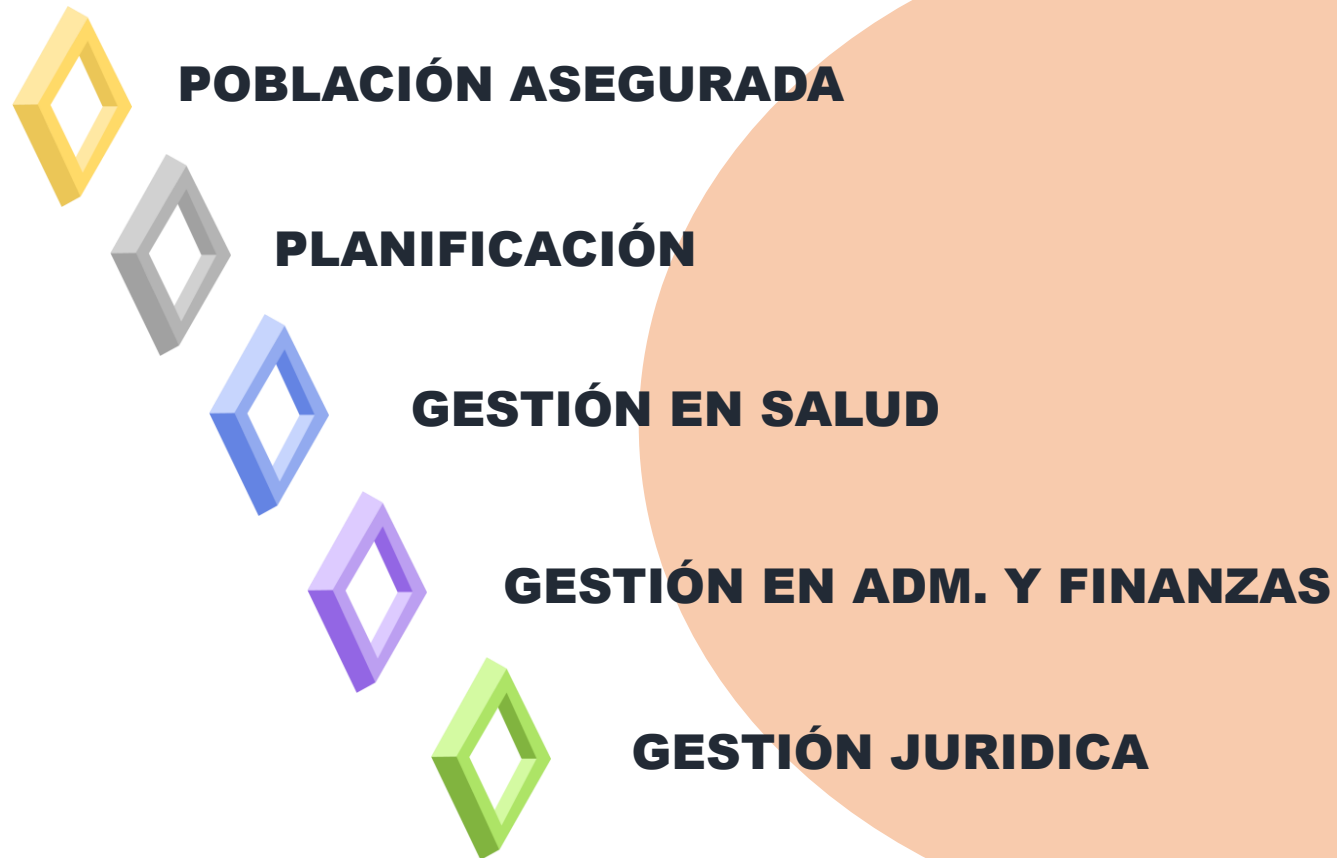 POBLACIÓN ASEGURADA
PLANIFICACIÓN
GESTIÓN EN SALUD
GESTIÓN EN ADM. Y FINANZAS
GESTIÓN JURIDICA